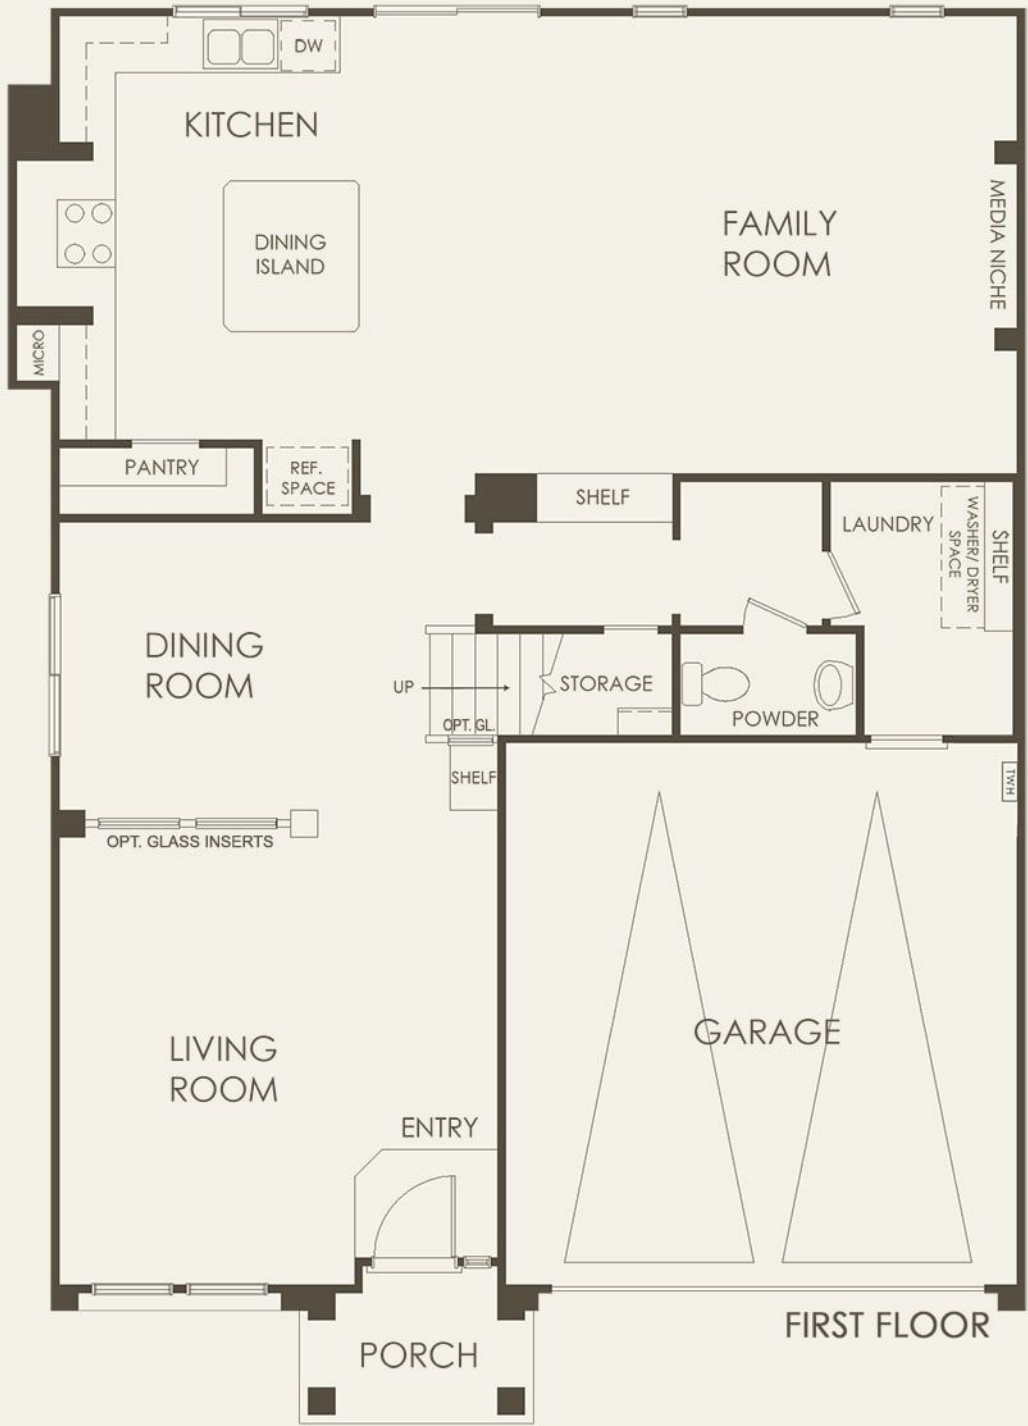 DW
KITCHEN
DINING
ISLAND
FAMILY
ROOM
MEDIA NICHE
MICRO
PANTRY
REF.
SPACE
SHELF
LAUNDRY
WASHER/ DRYER
SPACE
SHELF
DINING
ROOM
UP
STORAGE
POWDER
OPT. GL.
SHELF
TWH
OPT. GLASS INSERTS
LIVING
ROOM
GARAGE
ENTRY
FIRST FLOOR
PORCH